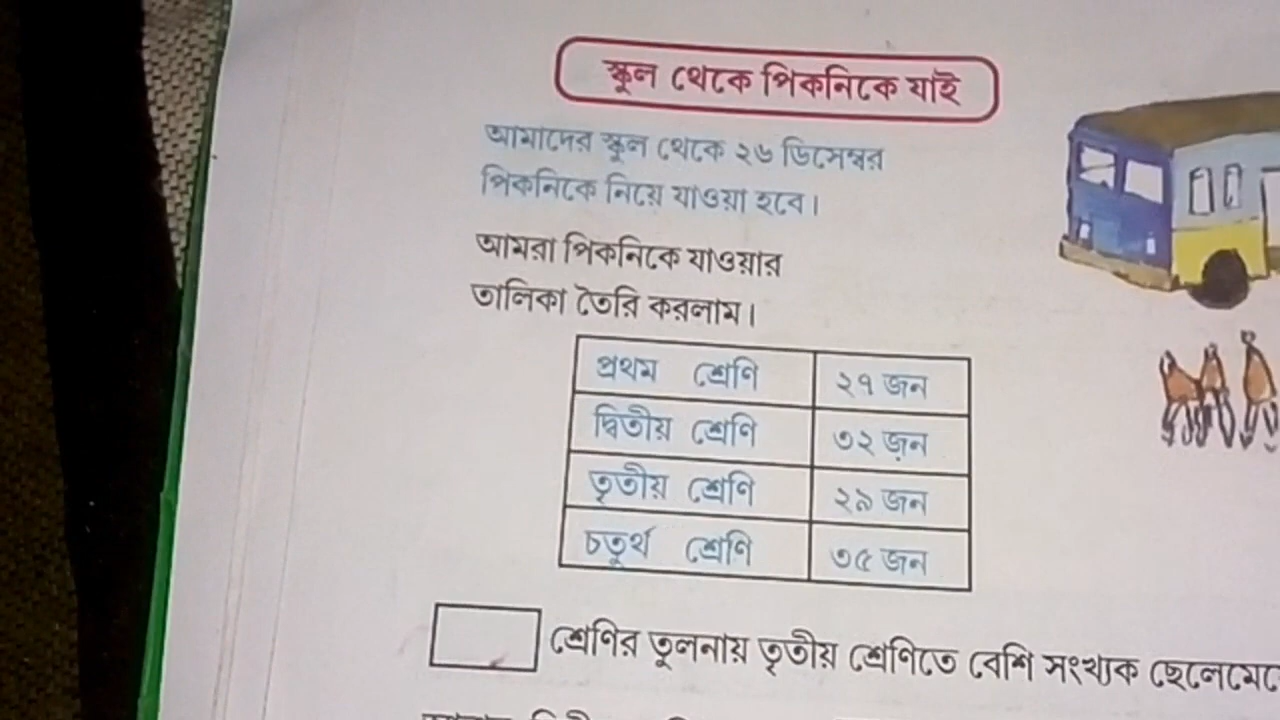 স্কুল থেকে পিকনিকে যাই
আমাদের স্কুল থেকে ২৬ ডিসেম্বর
পিকনিকে নিয়ে যাওয়া হবে।
আমরা পিকনিকে যাওয়ার
তালিকা তৈরি করলাম।
প্রথম শ্রেণি ২৭ জন
দ্বিতীয় শ্রেণি ৩২ জন
তৃতীয় শ্রেণি ২৯ জন
চতুর্থ শ্রেণি ৩৫ জন
শ্রেণির তুলনায় তৃতীয় শ্রেণিতে বেশি সংখ্যক